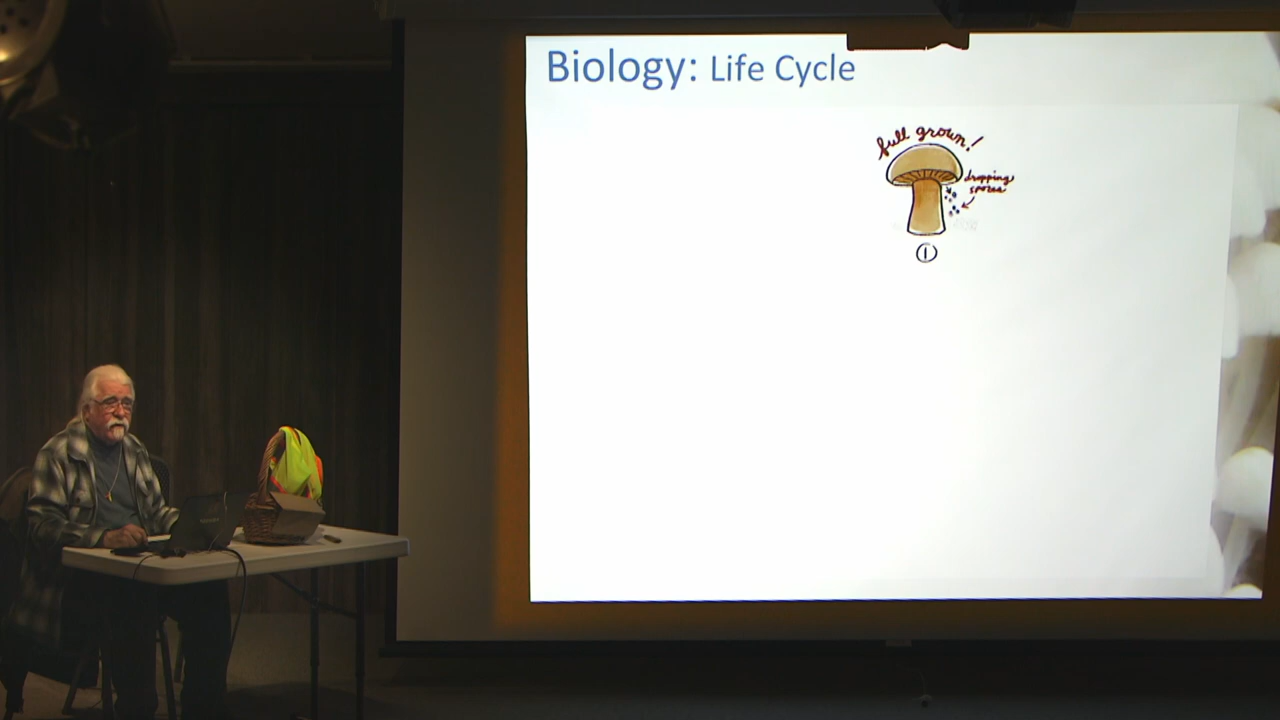 Biology: Life Cycle
full grown!
dropping
spores
①